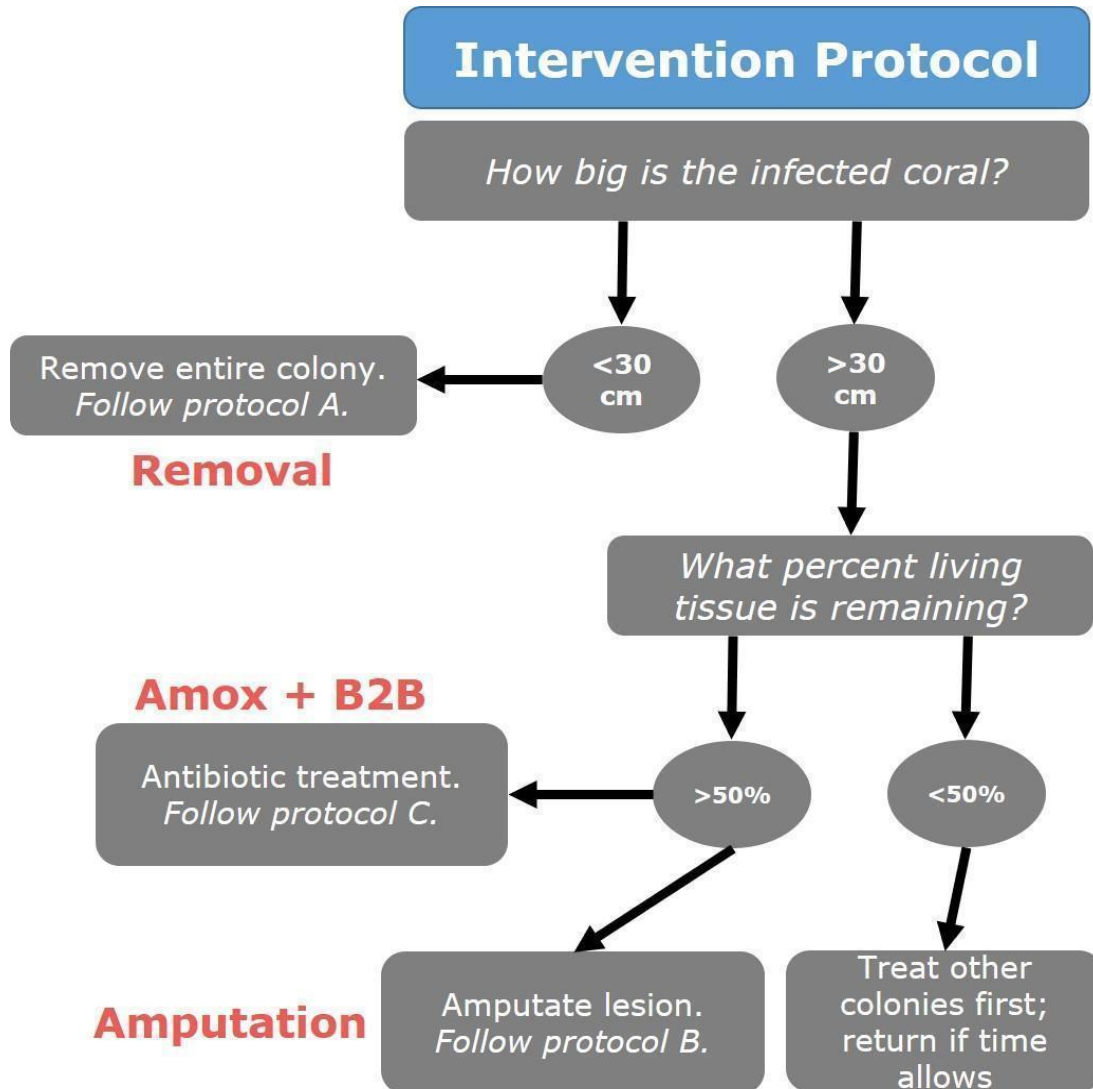 Intervention Protocol
How big is the infected coral?
<30
cm
>30
cm
Remove entire colony.
Follow protocol A.
Removal
What percent living
tissue is remaining?
Amox + B2B
Antibiotic treatment.
Follow protocol C.
>50%
<50%
Amputation
Amputate lesion.
Follow protocol B.
Treat other
colonies first;
return if time
allows